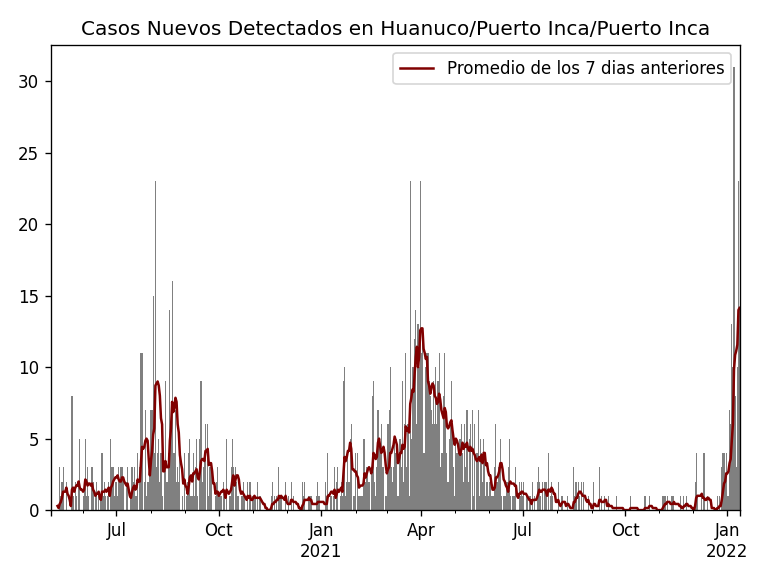 Casos Nuevos Detectados en Huanuco/Puerto Inca/Puerto Inca
Promedio de los 7 dias anteriores
30
25
20
15
10
5
0
Jul Oct Jan Apr Jul Oct Jan
2021 2022